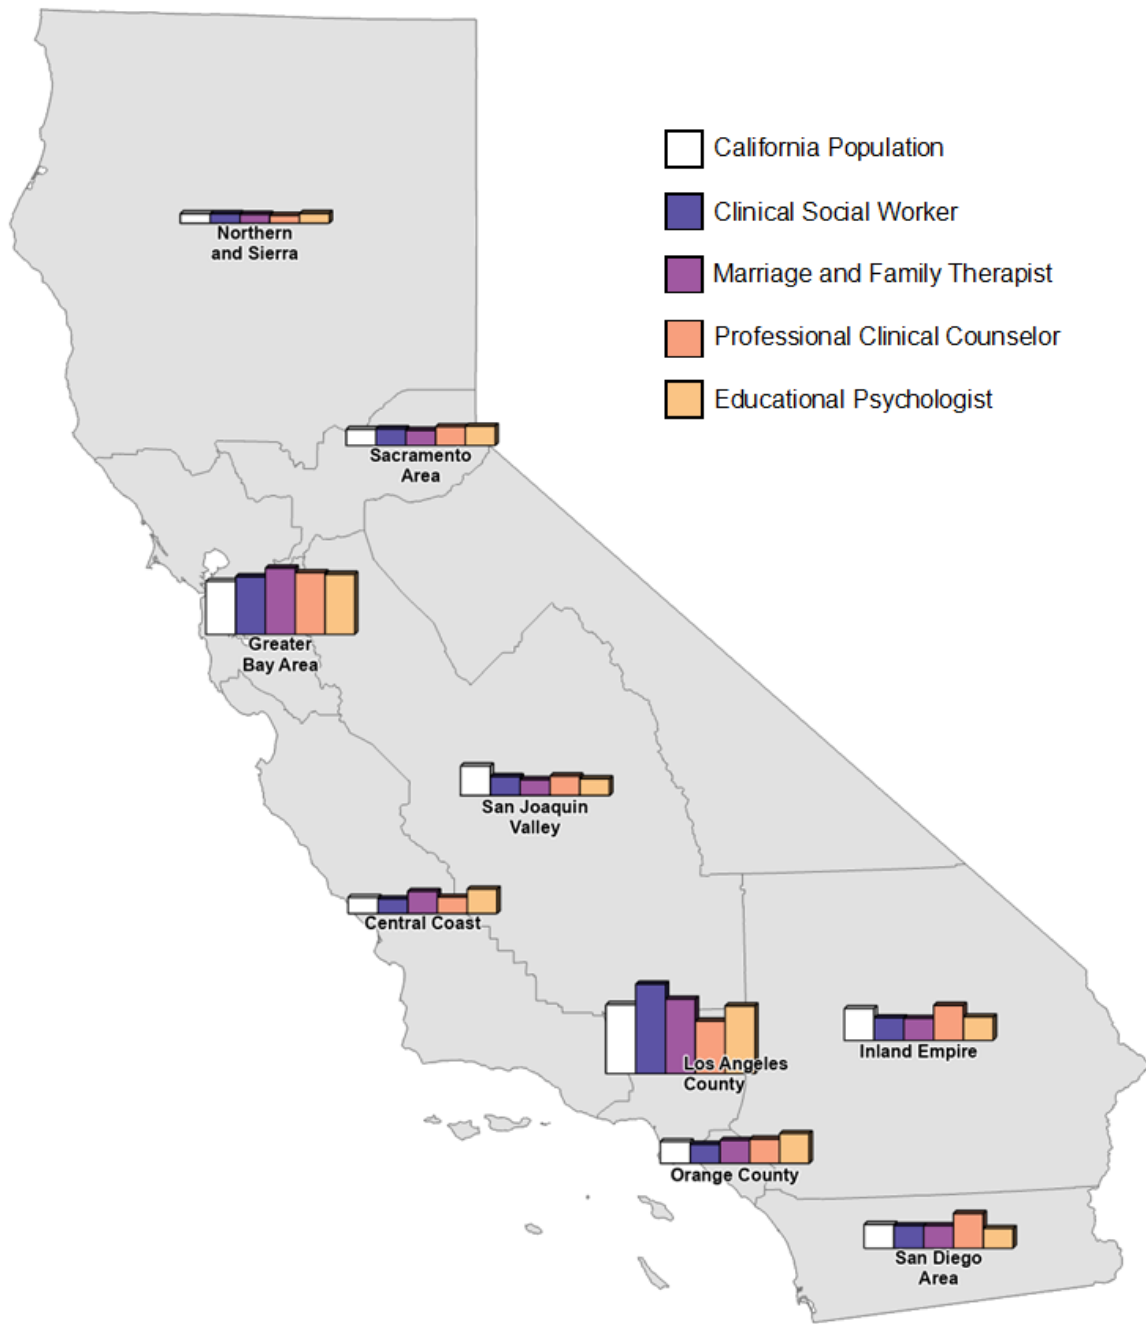 California Population
Clinical Social Worker
Marriage and Family Therapist
Professional Clinical Counselor
Educational Psychologist
Northern
and Sierra
Sacramento
Area
Greater
Bay Area
San Joaquin
Valley
Central Coast
Los Angeles
County
Inland Empire
Orange County
San Diego
Area